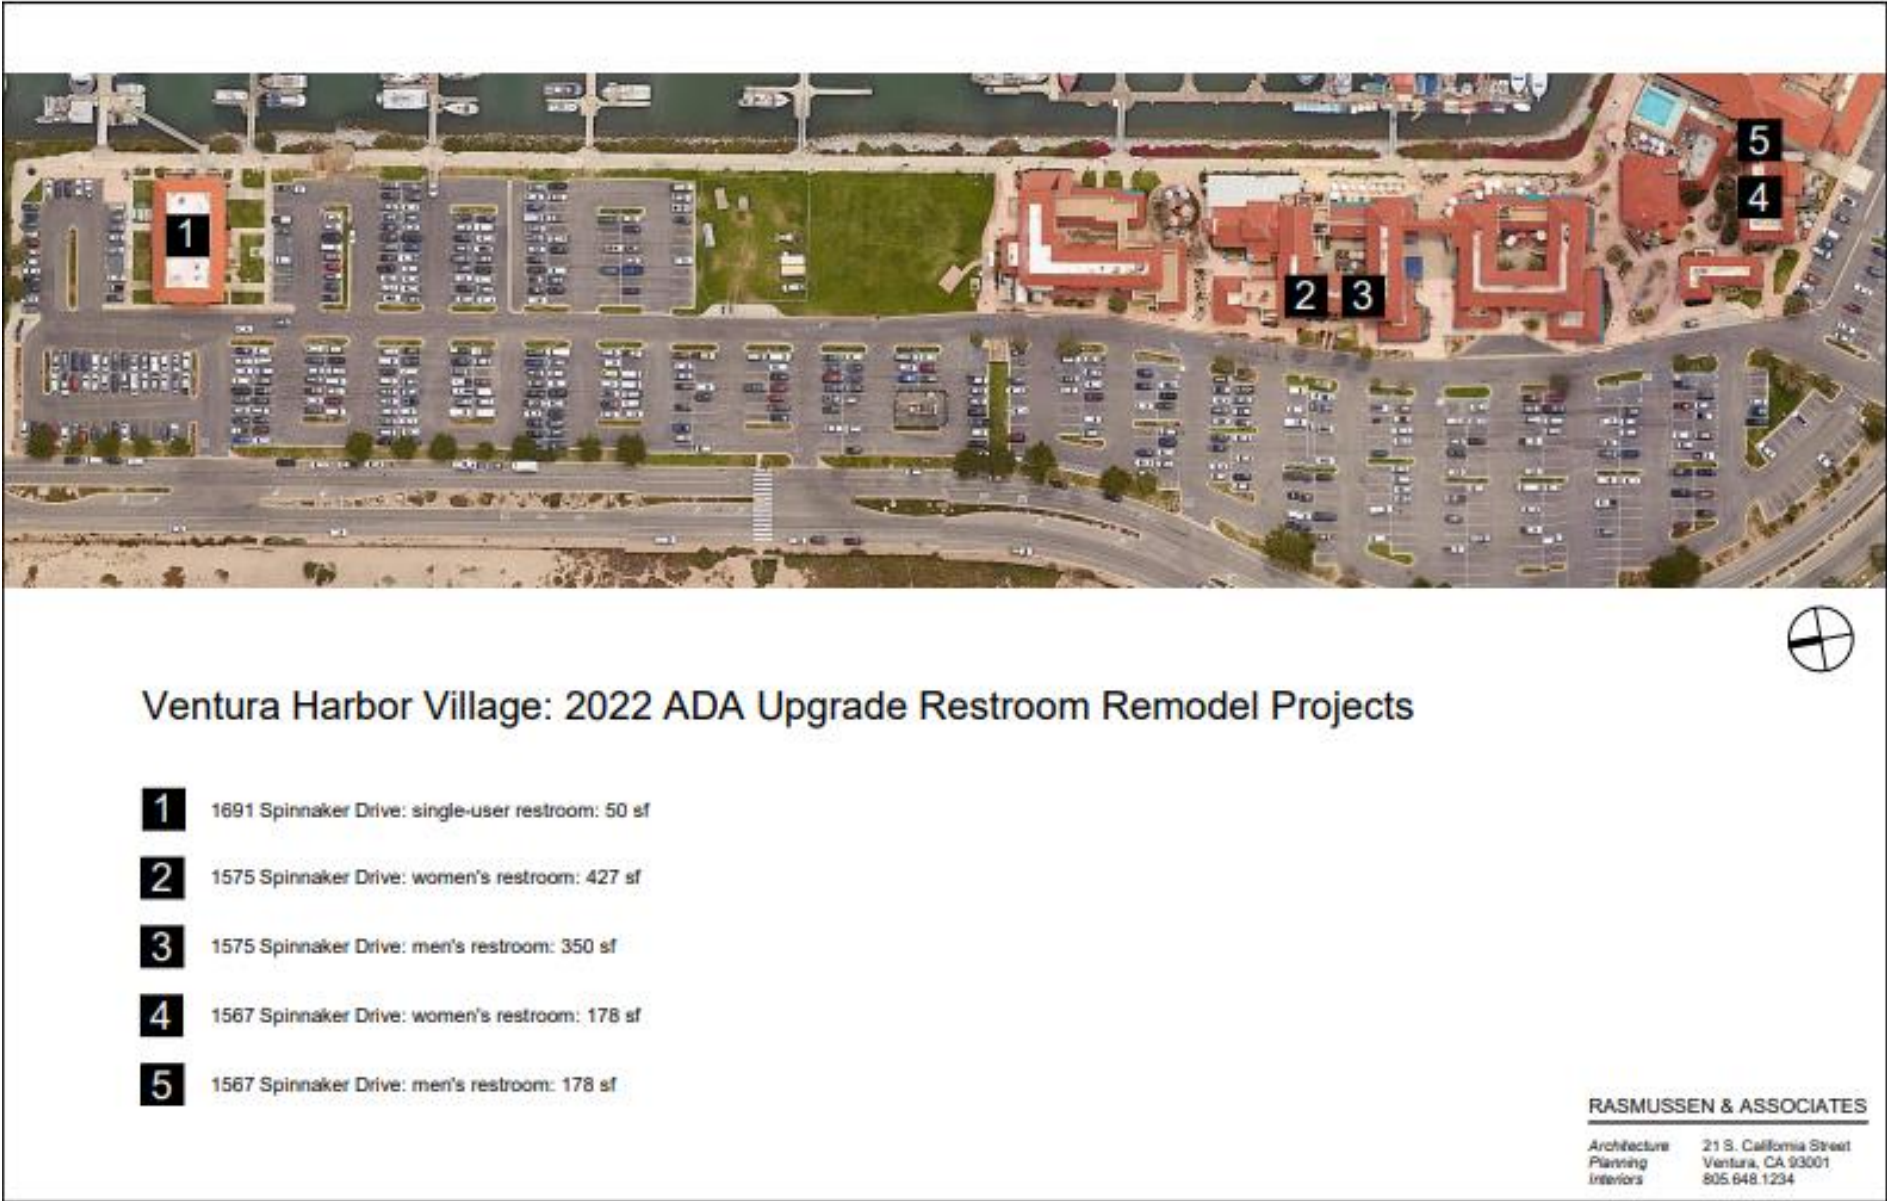 5
4
1
2
3
Ventura Harbor Village: 2022 ADA Upgrade Restroom Remodel Projects
1 1691 Spinnaker Drive: single-user restroom: 50 sf
2 1575 Spinnaker Drive: women's restroom: 427 sf
3 1575 Spinnaker Drive: men's restroom: 350 sf
4 1567 Spinnaker Drive: women's restroom: 178 sf
5 1567 Spinnaker Drive: men's restroom: 178 sf
RASMUSSEN & ASSOCIATES
Architecture 21 S. California Street
Planning Ventura, CA 93001
Interiors 805.648.1234